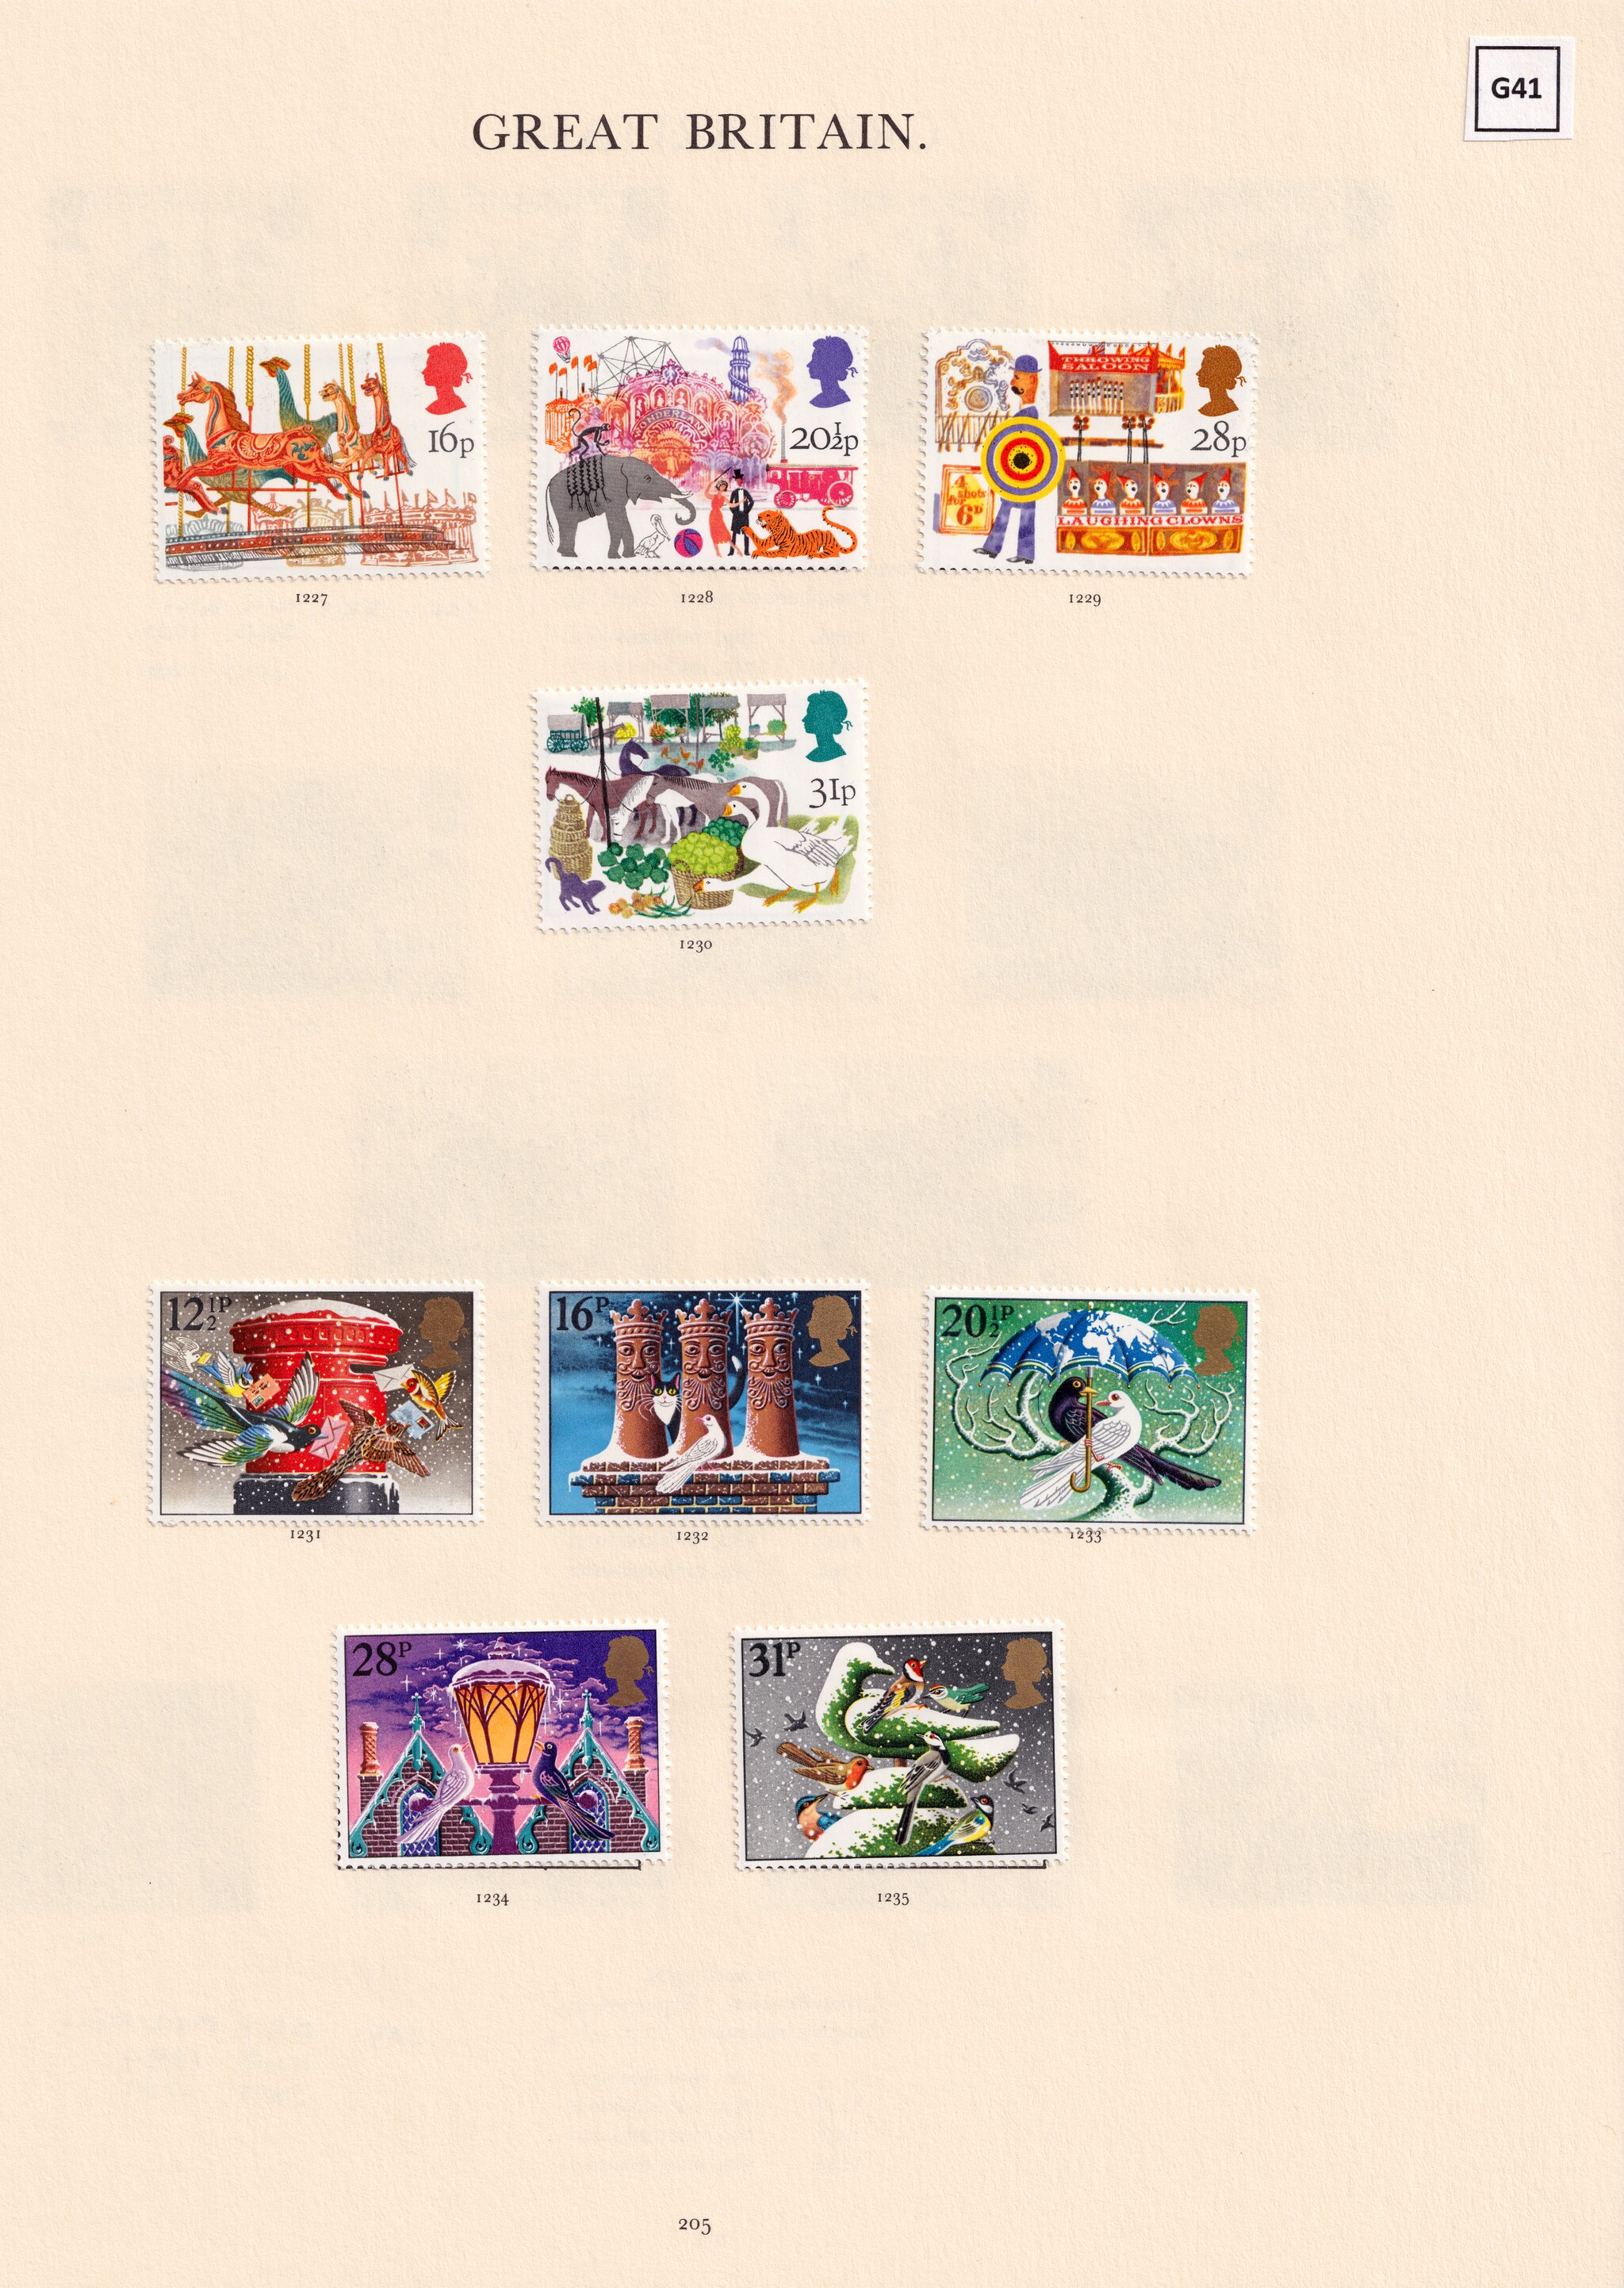 G41
GREAT BRITAIN.
16p
WONDERLAND
20½p
THROWING
SALOON
28p
4
shots
for
6D
LAUGHING CLOWNS
1227
1228
1229
31p
1230
12½P
16P
20½P
1231
1232
1233
28P
31P
1234
1235
205